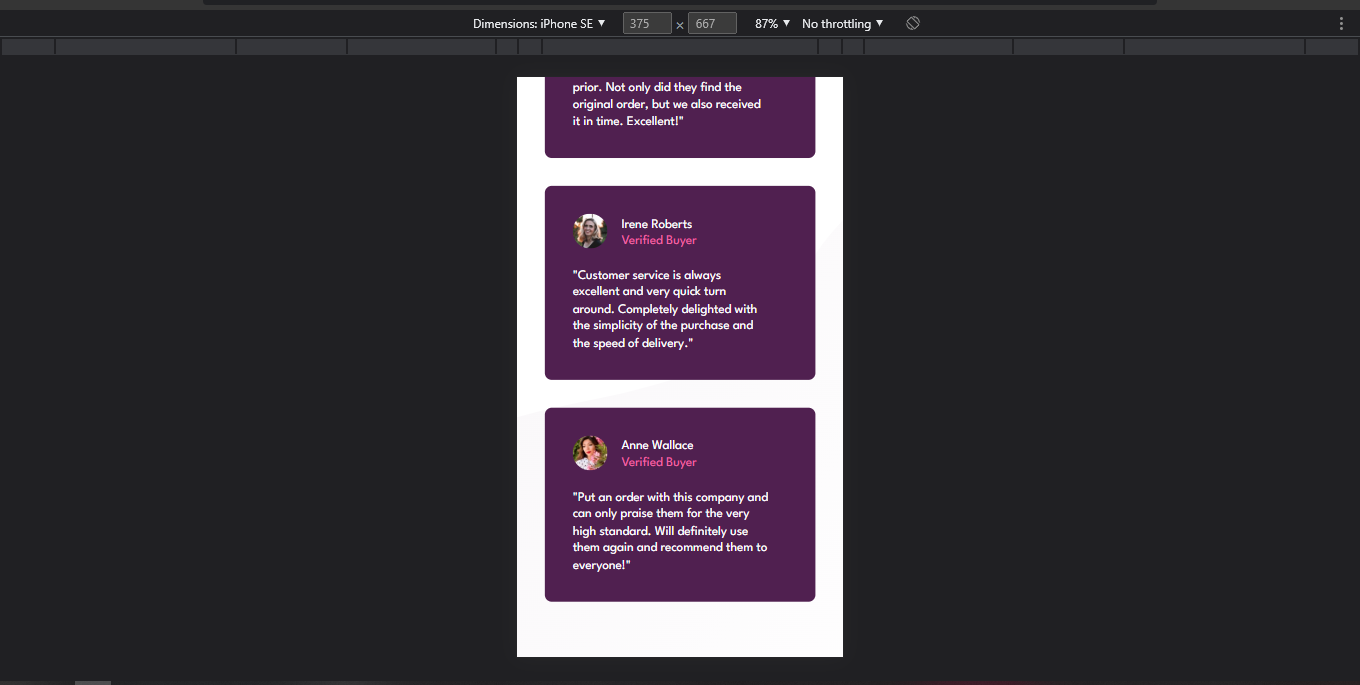 Dimensions: iPhone SE ▼ 375 × 667 87% ▼ No throttling ▼
prior. Not only did they find the
original order, but we also received
it in time. Excellent!"
Irene Roberts
Verified Buyer
"Customer service is always
excellent and very quick turn
around. Completely delighted with
the simplicity of the purchase and
the speed of delivery."
Anne Wallace
Verified Buyer
"Put an order with this company and
can only praise them for the very
high standard. Will definitely use
them again and recommend them to
everyone!"